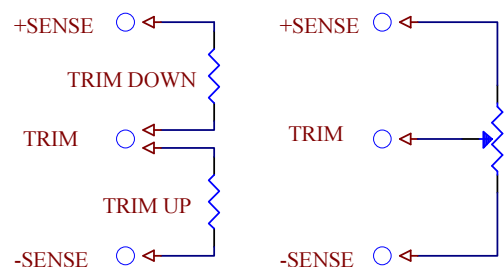 +SENSE
TRIM DOWN
TRIM
TRIM UP
-SENSE
+SENSE
TRIM
-SENSE